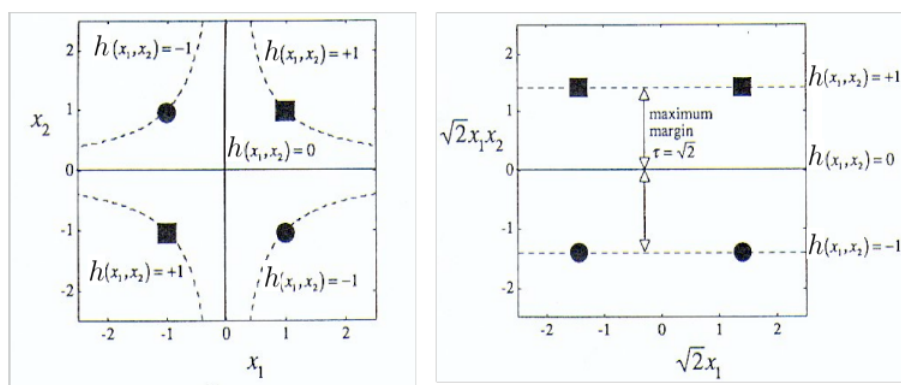 2
h(x₁,x₂)=−1
h(x₁,x₂)=+1
1
x₂
h(x₁,x₂)=0
0
-1
h(x₁,x₂)=+1
h(x₁,x₂)=−1
-2
-2 -1 0 1 2
x₁
2
h(x₁,x₂)=+1
1
maximum
margin
τ=√2
√2x₁x₂
0
h(x₁,x₂)=0
-1
h(x₁,x₂)=−1
-2
-2 -1 0 1 2
√2x₁